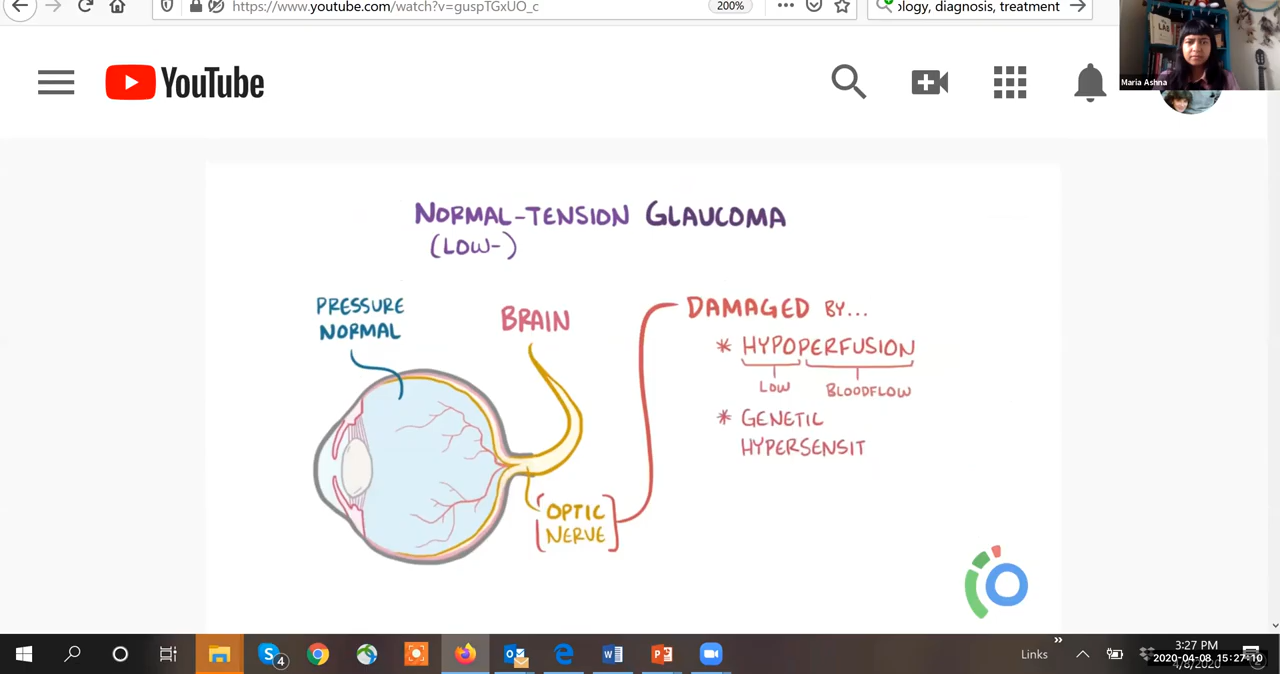 https://www.youtube.com/watch?v=guspTGxUO_c
200%
ology, diagnosis, treatment
YouTube
Maria Ashna
NORMAL-TENSION GLAUCOMA
(LOW-)
PRESSURE
NORMAL
BRAIN
DAMAGED BY...
* HYPOPERFUSION
LOW
BLOODFLOW
* GENETIC
HYPERSENSIT
OPTIC
NERVE
4
Links
3:27 PM
2020-04-08 15:27:10